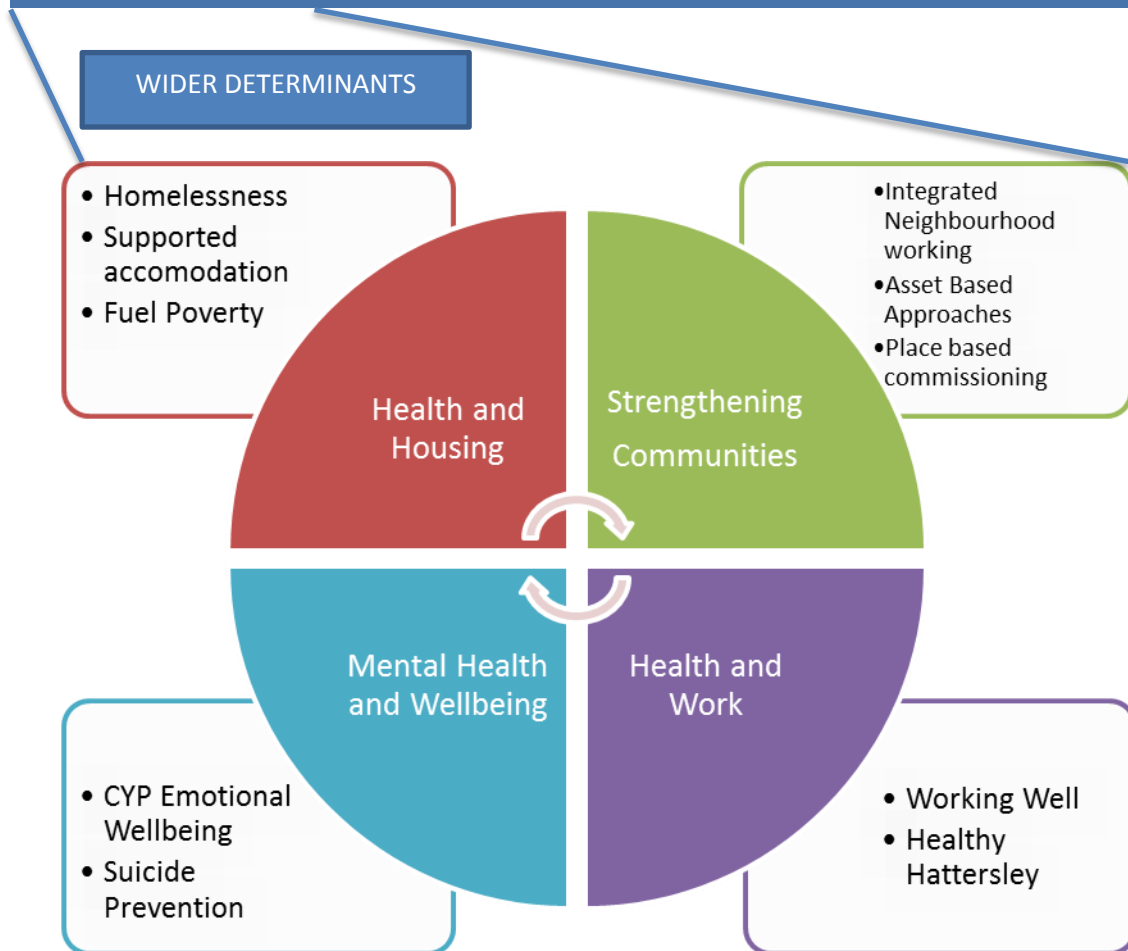 WIDER DETERMINANTS
• Homelessness
• Supported
accomodation
• Fuel Poverty
•Integrated
Neighbourhood
working
•Asset Based
Approaches
•Place based
commissioning
Health and
Housing
Strengthening
Communities
Mental Health
and Wellbeing
Health and
Work
• CYP Emotional
Wellbeing
• Suicide
Prevention
• Working Well
• Healthy
Hattersley